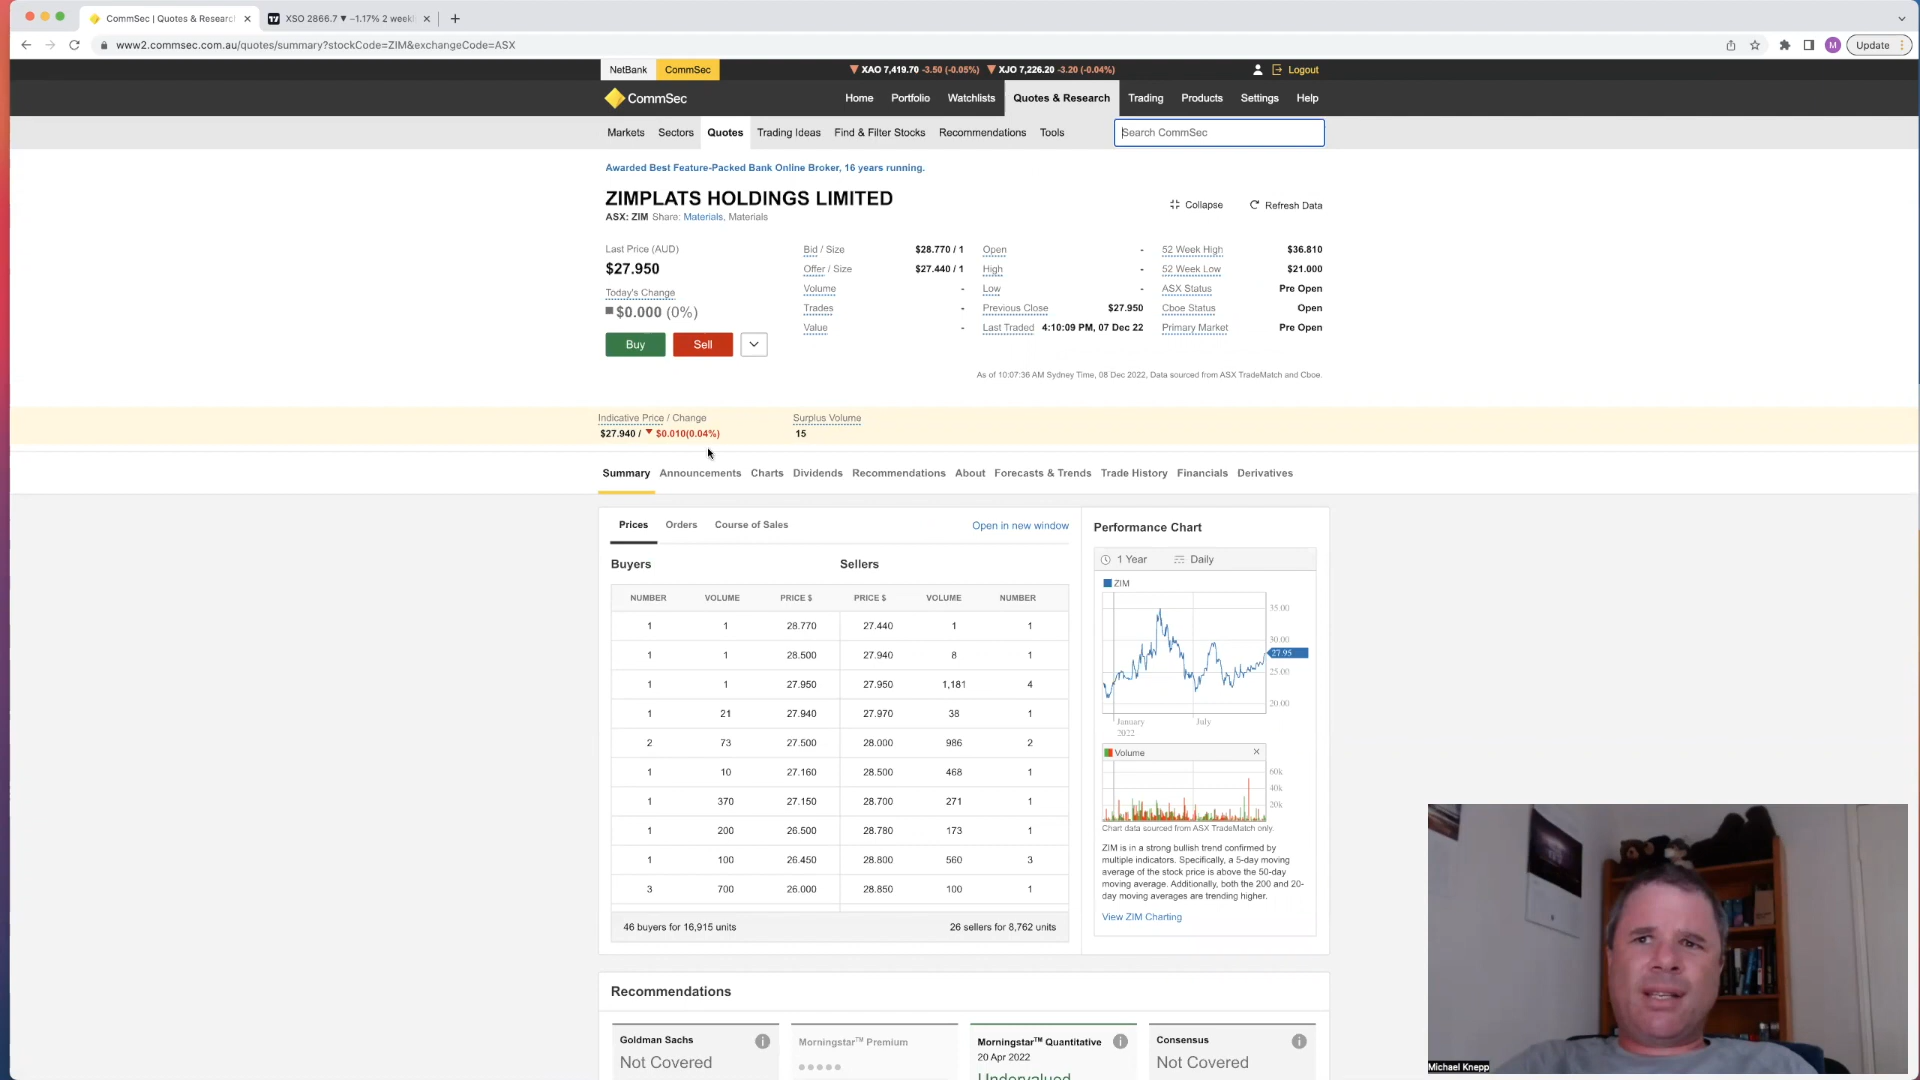 CommSec | Quotes & Research
XSO 2866.7 ▼ −1.17% 2 week
www2.commsec.com.au/quotes/summary?stockCode=ZIM&exchangeCode=ASX
M
Update
NetBank
CommSec
XAO 7,419.70 -3.50 (-0.05%)
XJO 7,226.20 -3.20 (-0.04%)
Logout
CommSec
Home
Portfolio
Watchlists
Quotes & Research
Trading
Products
Settings
Help
Markets
Sectors
Quotes
Trading Ideas
Find & Filter Stocks
Recommendations
Tools
Search CommSec
Awarded Best Feature-Packed Bank Online Broker, 16 years running.
ZIMPLATS HOLDINGS LIMITED
ASX: ZIM Share: Materials, Materials
Collapse
Refresh Data
Last Price (AUD)
$27.950
Today's Change
$0.000 (0%)
Buy
Sell
Bid / Size $28.770 / 1
Offer / Size $27.440 / 1
Volume -
Trades -
Value -
Open -
High -
Low -
Previous Close $27.950
Last Traded 4:10:09 PM, 07 Dec 22
52 Week High $36.810
52 Week Low $21.000
ASX Status Pre Open
Cboe Status Open
Primary Market Pre Open
As of 10:07:36 AM Sydney Time, 08 Dec 2022, Data sourced from ASX TradeMatch and Cboe.
Indicative Price / Change
$27.940 / ▼ $0.010(0.04%)
Surplus Volume
15
Summary
Announcements
Charts
Dividends
Recommendations
About
Forecasts & Trends
Trade History
Financials
Derivatives
Prices
Orders
Course of Sales
Open in new window
Buyers
Sellers
NUMBER VOLUME PRICE $ PRICE $ VOLUME NUMBER
1 1 28.770 27.440 1 1
1 1 28.500 27.940 8 1
1 1 27.950 27.950 1,181 4
1 21 27.940 27.970 38 1
2 73 27.500 28.000 986 2
1 10 27.160 28.500 468 1
1 370 27.150 28.700 271 1
1 200 26.500 28.780 173 1
1 100 26.450 28.800 560 3
3 700 26.000 28.850 100 1
46 buyers for 16,915 units
26 sellers for 8,762 units
Performance Chart
1 Year
Daily
ZIM
35.00
30.00
27.95
25.00
20.00
January
2022
July
Volume
60k
40k
20k
Chart data sourced from ASX TradeMatch only.
ZIM is in a strong bullish trend confirmed by
multiple indicators. Specifically, a 5-day moving
average of the stock price is above the 50-day
moving average. Additionally, both the 200 and 20-
day moving averages are trending higher.
View ZIM Charting
Recommendations
Goldman Sachs
Not Covered
Morningstar™ Premium
Morningstar™ Quantitative
20 Apr 2022
Undervalued
Consensus
Not Covered
Michael Knepp